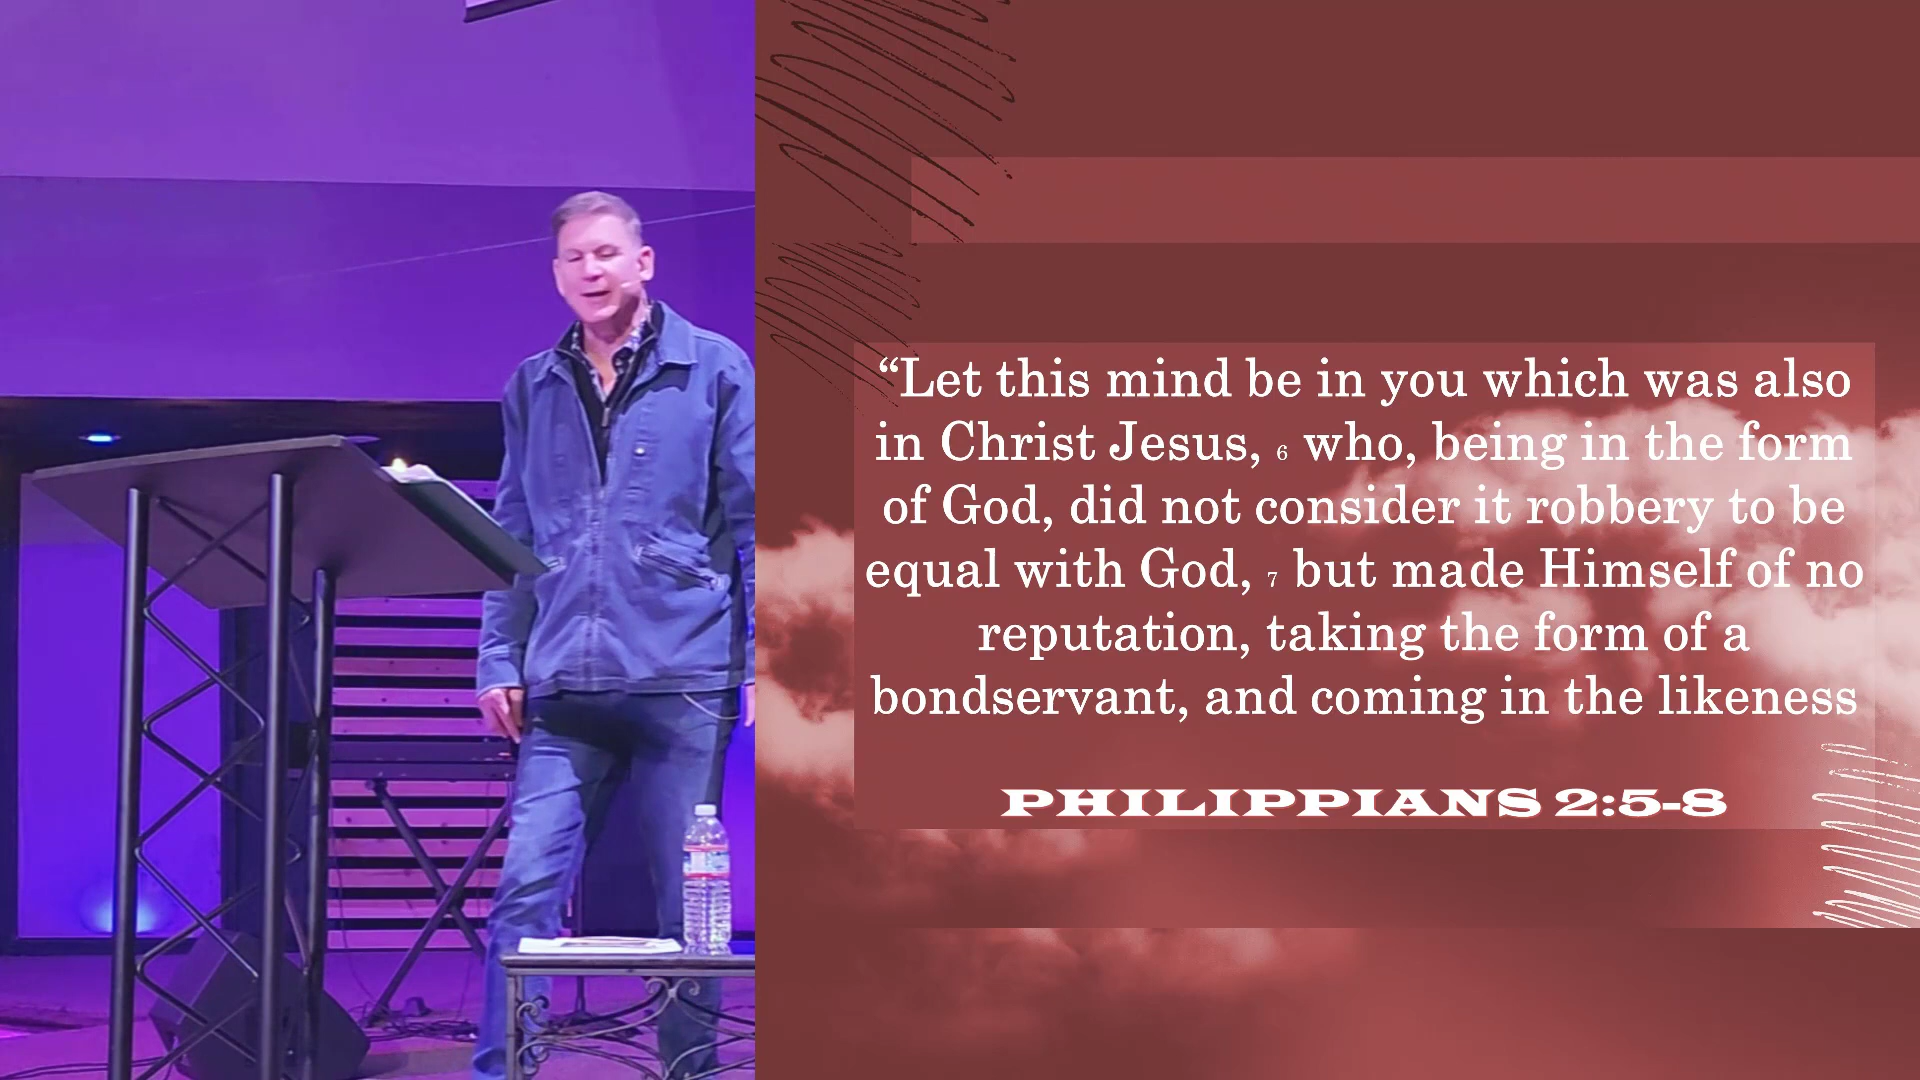 “Let this mind be in you which was also
in Christ Jesus, 6 who, being in the form
of God, did not consider it robbery to be
equal with God, 7 but made Himself of no
reputation, taking the form of a
bondservant, and coming in the likeness
PHILIPPIANS 2:5-8